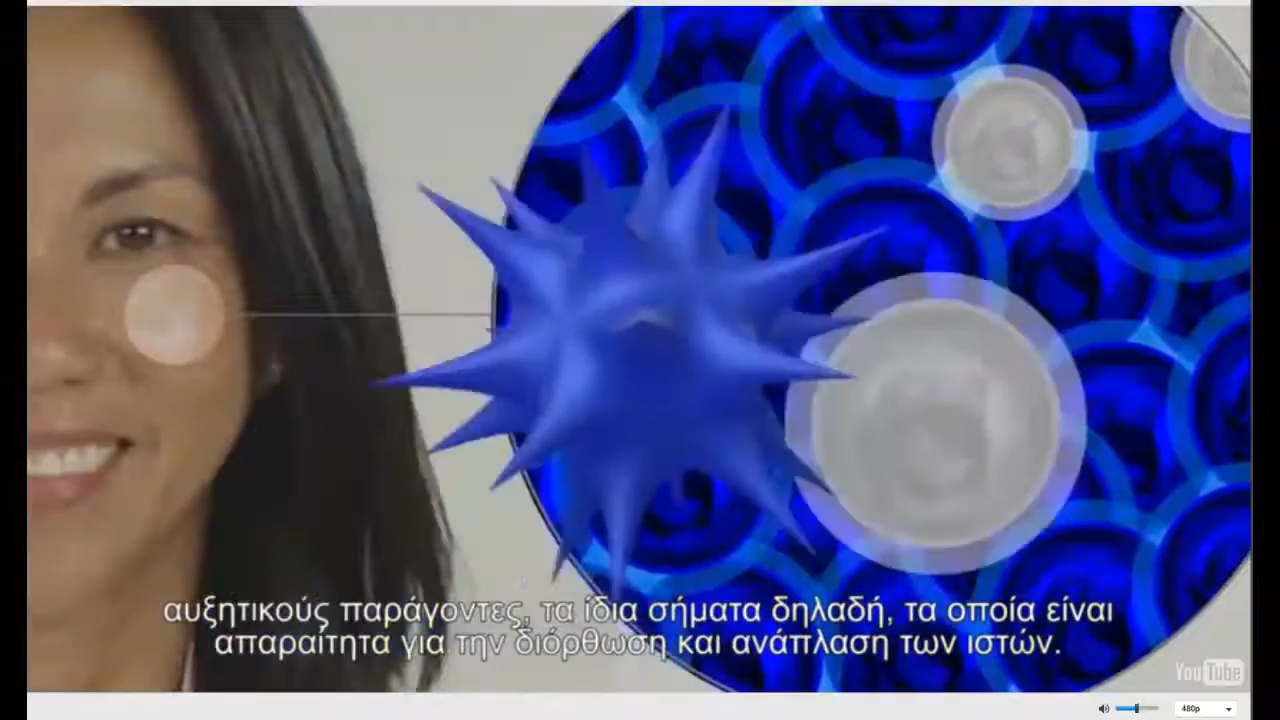 αυξητικούς παράγοντες, τα ίδια σήματα δηλαδή, τα οποία είναι
απαραίτητα για την διόρθωση και ανάπλαση των ιστών.
YouTube
480p